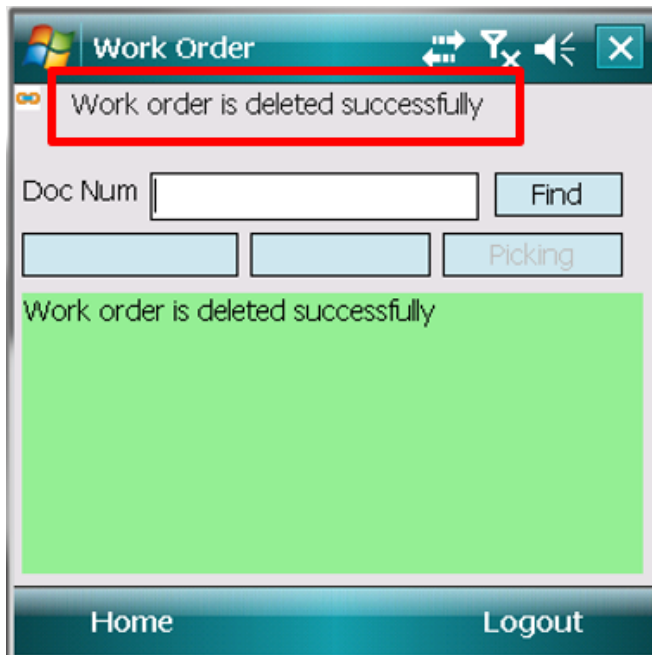 Work Order
Work order is deleted successfully
Doc Num
Find
Picking
Work order is deleted successfully
Home
Logout